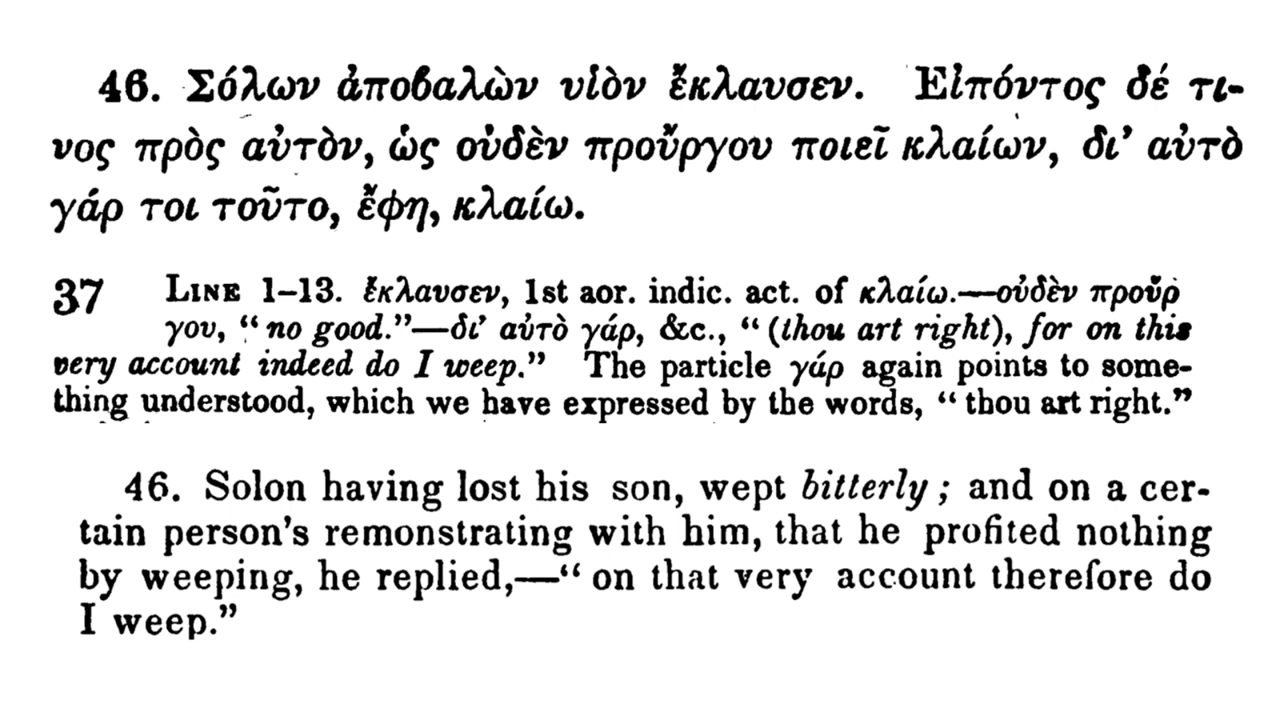 46. Σόλων ἀποϐαλὼν υἱὸν ἔκλαυσεν. Εἰπόντος δέ τι-
νος πρὸς αὐτὸν, ὡς οὐδὲν προὔργου ποιεῖ κλαίων, δι’ αὐτὸ
γάρ τοι τοῦτο, ἔφη, κλαίω.
37 LINE 1–13. ἔκλαυσεν, 1st aor. indic. act. of κλαίω.—οὐδὲν προὔρ
γου, “no good.”—δι’ αὐτὸ γάρ, &c., “(thou art right), for on this
very account indeed do I weep.” The particle γάρ again points to some-
thing understood, which we have expressed by the words, “thou art right.”
46. Solon having lost his son, wept bitterly; and on a cer-
tain person’s remonstrating with him, that he profited nothing
by weeping, he replied,—“on that very account therefore do
I weep.”